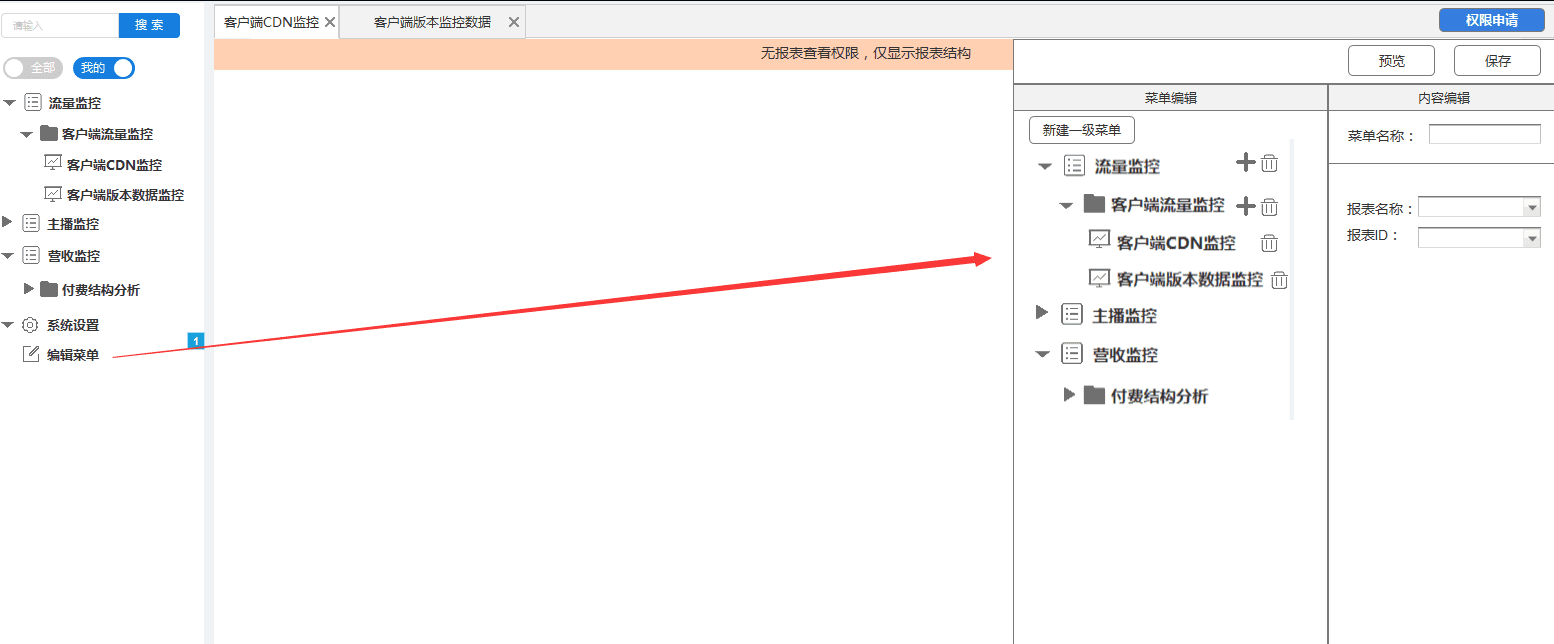 请输入
搜 索
全部
我的
流量监控
客户端流量监控
客户端CDN监控
客户端版本数据监控
主播监控
营收监控
付费结构分析
系统设置
编辑菜单
1
客户端CDN监控
客户端版本监控数据
权限申请
无报表查看权限，仅显示报表结构
预览
保存
菜单编辑
新建一级菜单
流量监控
客户端流量监控
客户端CDN监控
客户端版本数据监控
主播监控
营收监控
付费结构分析
内容编辑
菜单名称：
报表名称：
报表ID：